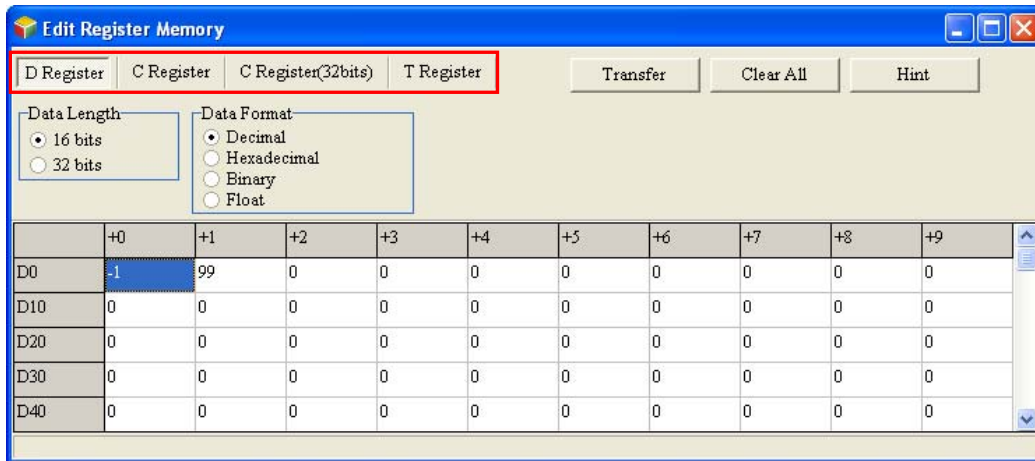 Edit Register Memory
D Register C Register C Register(32bits) T Register Transfer Clear All Hint
Data Length Data Format
16 bits Decimal
32 bits Hexadecimal
Binary
Float
+0 +1 +2 +3 +4 +5 +6 +7 +8 +9
D0 -1 99 0 0 0 0 0 0 0 0
D10 0 0 0 0 0 0 0 0 0 0
D20 0 0 0 0 0 0 0 0 0 0
D30 0 0 0 0 0 0 0 0 0 0
D40 0 0 0 0 0 0 0 0 0 0